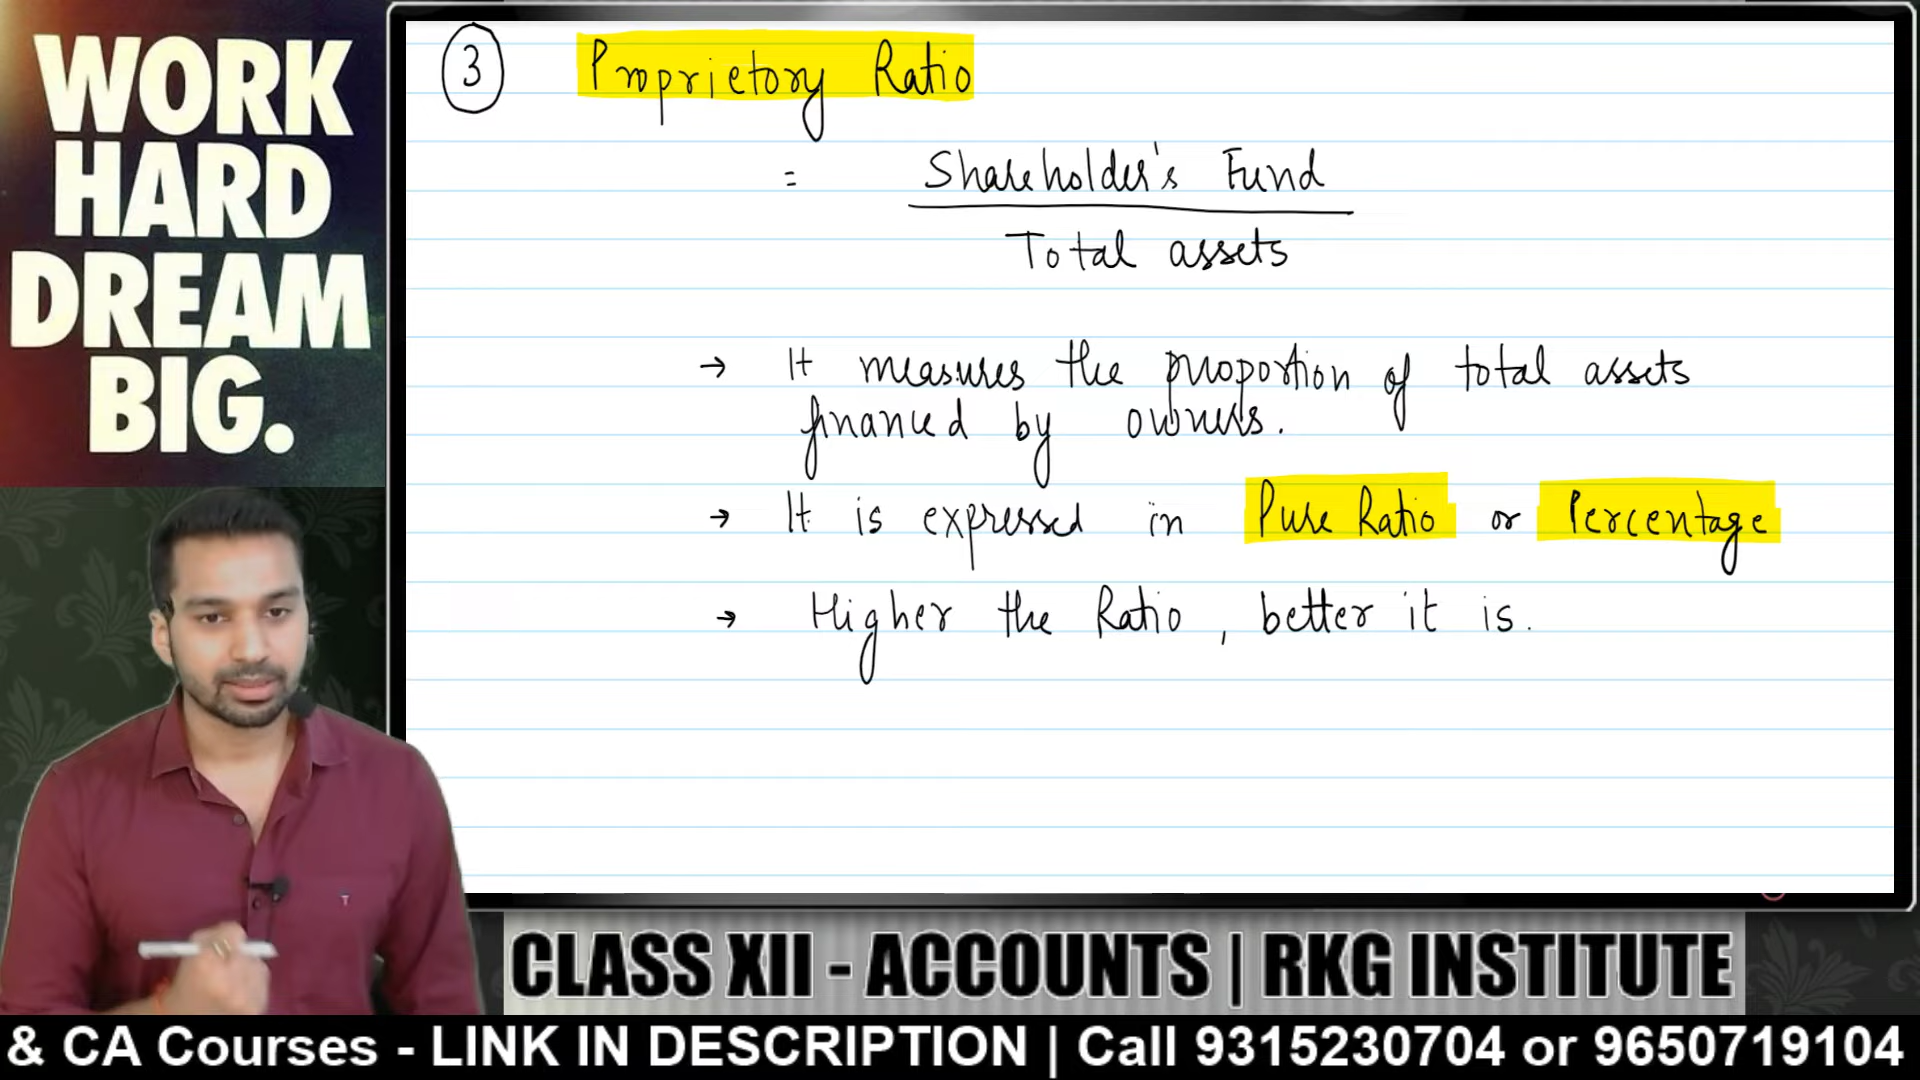 WORK
HARD
DREAM
BIG.
3 Proprietory Ratio
= Shareholder's Fund
Total assets
→ It measures the proportion of total assets
financed by owners.
→ It is expressed in Pure Ratio or Percentage
→ Higher the Ratio, better it is.
T
CLASS XII - ACCOUNTS | RKG INSTITUTE
& CA Courses - LINK IN DESCRIPTION | Call 9315230704 or 9650719104